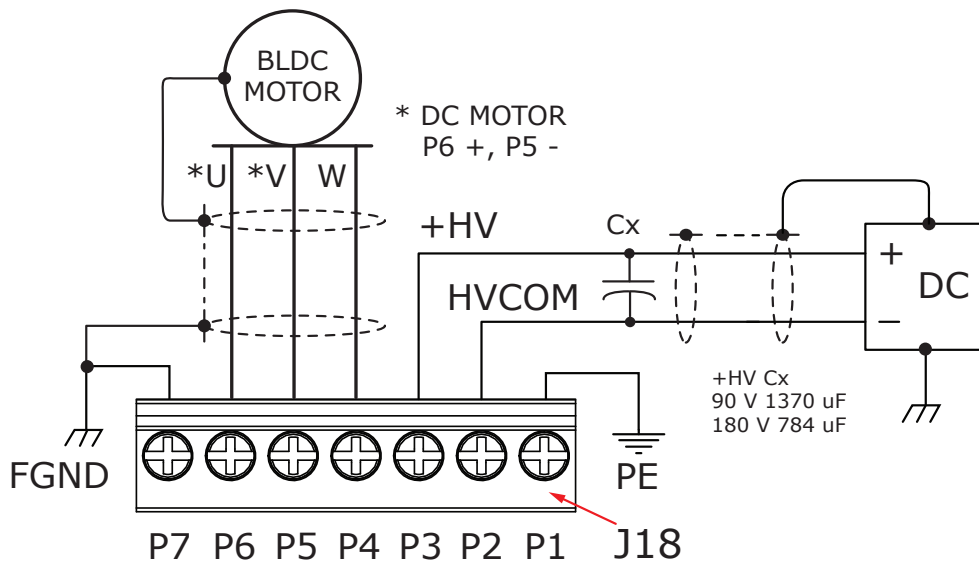 BLDC
MOTOR
* DC MOTOR
P6 +, P5 -
*U *V W
+HV
Cx
+
HVCOM
DC
–
+HV Cx
90 V 1370 uF
180 V 784 uF
FGND
PE
P7 P6 P5 P4 P3 P2 P1
J18